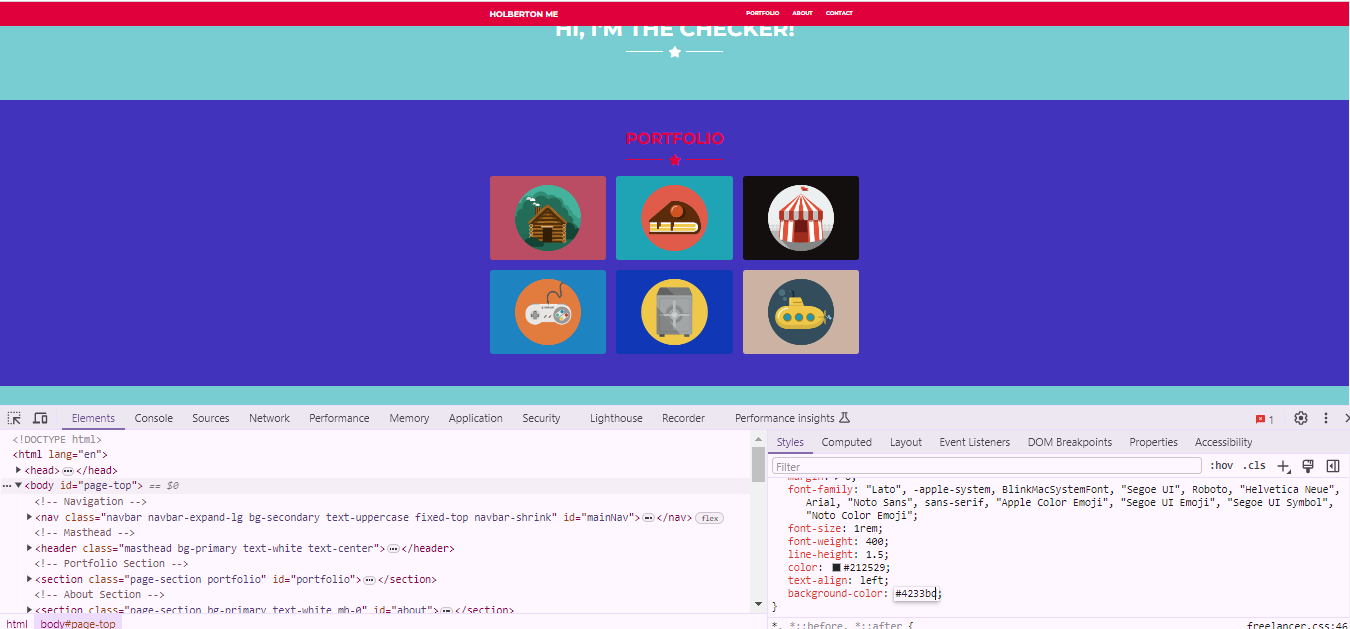 HOLBERTON ME
PORTFOLIO ABOUT CONTACT
HI, I'M THE CHECKER!
PORTFOLIO
Elements Console Sources Network Performance Memory Application Security Lighthouse Recorder Performance insights 1
<!DOCTYPE html>
<html lang="en">
<head>…</head>
<body id="page-top"> == $0
<!-- Navigation -->
<nav class="navbar navbar-expand-lg bg-secondary text-uppercase fixed-top navbar-shrink" id="mainNav">…</nav> flex
<!-- Masthead -->
<header class="masthead bg-primary text-white text-center">…</header>
<!-- Portfolio Section -->
<section class="page-section portfolio" id="portfolio">…</section>
<!-- About Section -->
<section class="page-section bg-primary text-white mb-0" id="about">…</section>
html body#page-top
Styles Computed Layout Event Listeners DOM Breakpoints Properties Accessibility
Filter :hov .cls
margin: 0;
font-family: "Lato", -apple-system, BlinkMacSystemFont, "Segoe UI", Roboto, "Helvetica Neue",
Arial, "Noto Sans", sans-serif, "Apple Color Emoji", "Segoe UI Emoji", "Segoe UI Symbol",
"Noto Color Emoji";
font-size: 1rem;
font-weight: 400;
line-height: 1.5;
color: #212529;
text-align: left;
background-color: #4233bd;
}
*, *::before, *::after { freelancer.css:46